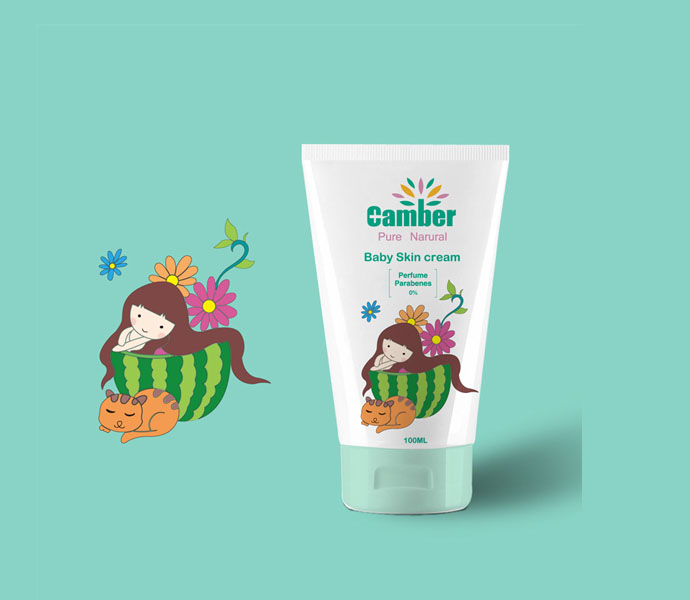 Camber
Pure Narural
Baby Skin cream
Perfume
Parabenes
0%
100ML